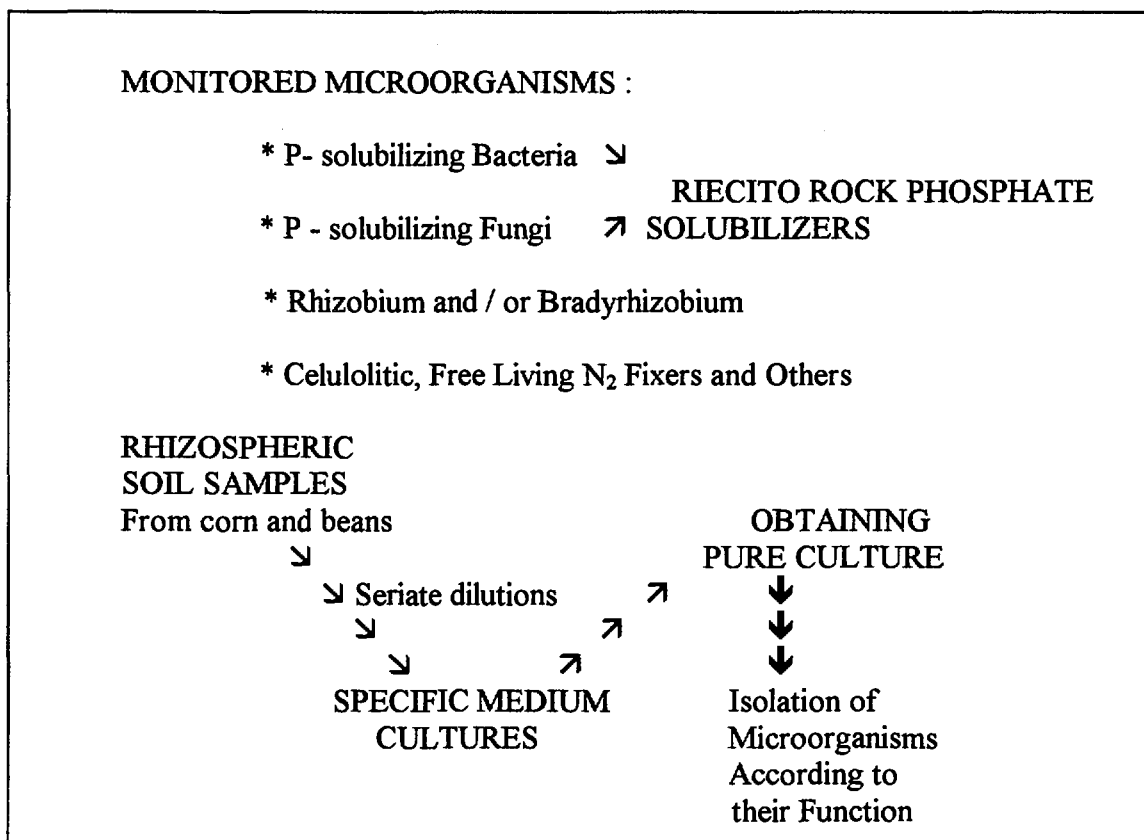 MONITORED MICROORGANISMS :
* P- solubilizing Bacteria ↘
RIECITO ROCK PHOSPHATE
* P - solubilizing Fungi ↗ SOLUBILIZERS
* Rhizobium and / or Bradyrhizobium
* Celulolitic, Free Living N₂ Fixers and Others
RHIZOSPHERIC
SOIL SAMPLES
From corn and beans
↘
↘ Seriate dilutions
↘
↘
SPECIFIC MEDIUM
CULTURES
↗
↗
↗
OBTAINING
PURE CULTURE
↓
↓
↓
Isolation of
Microorganisms
According to
their Function